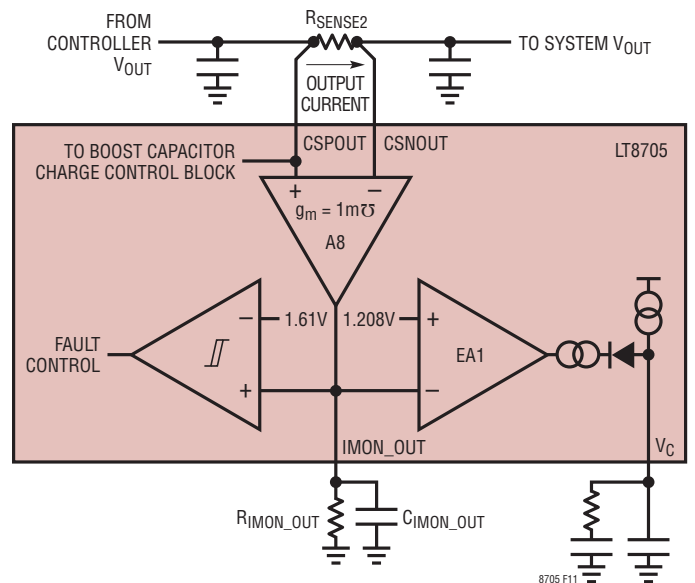 FROM
CONTROLLER
VOUT
RSENSE2
TO SYSTEM VOUT
OUTPUT
CURRENT
TO BOOST CAPACITOR
CHARGE CONTROL BLOCK
CSPOUT
CSNOUT
LT8705
+
−
gm = 1m℧
A8
−
1.61V
1.208V
+
FAULT
CONTROL
EA1
+
−
IMON_OUT
VC
RIMON_OUT
CIMON_OUT
8705 F11